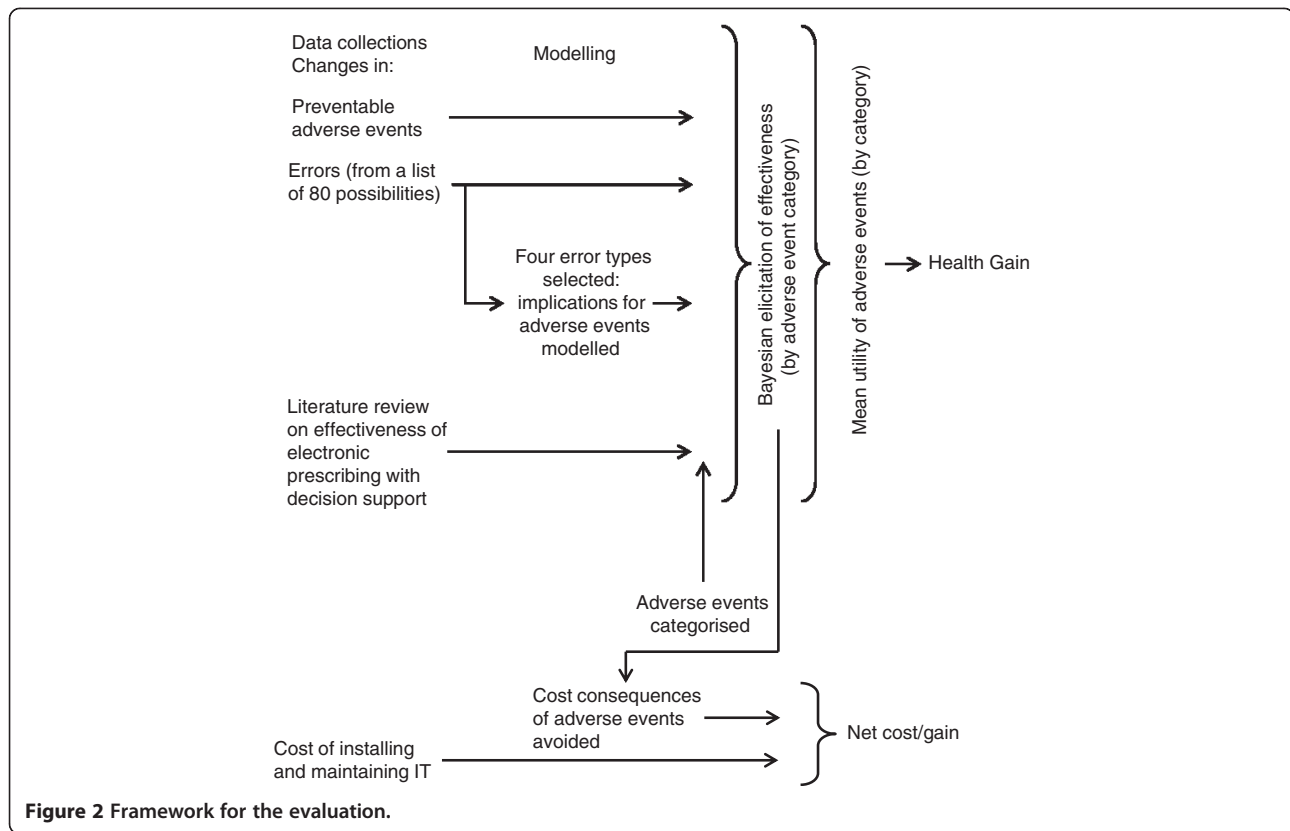 Data collections
Changes in:
Modelling
Preventable
adverse events
Errors (from a list
of 80 possibilities)
Four error types
selected:
implications for
adverse events
modelled
Literature review
on effectiveness of
electronic
prescribing with
decision support
Adverse events
categorised
Bayesian elicitation of effectiveness
(by adverse event category)
Mean utility of adverse events (by category)
Health Gain
Cost consequences
of adverse events
avoided
Cost of installing
and maintaining IT
Net cost/gain
Figure 2 Framework for the evaluation.